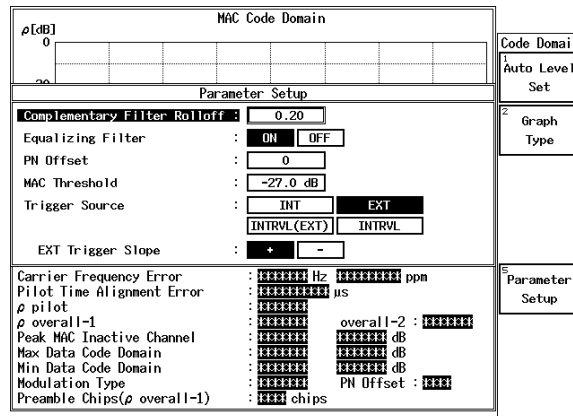 MAC Code Domain
ρ[dB]
0
Code Domai
1
Auto Level
Set
2
Graph
Type
Parameter Setup
Complementary Filter Rolloff : 0.20
Equalizing Filter : ON OFF
PN Offset : 0
MAC Threshold : -27.0 dB
Trigger Source : INT EXT
INTRVL(EXT) INTRVL
EXT Trigger Slope : + -
Carrier Frequency Error : ******* Hz ********* ppm
Pilot Time Alignment Error : ********** µs
ρ pilot : *******
ρ overall-1 : ******* overall-2 : *******
Peak MAC Inactive Channel : ******* ******* dB
Max Data Code Domain : ******* ******* dB
Min Data Code Domain : ******* ******* dB
Modulation Type : ******* PN Offset : ****
Preamble Chips(ρ overall-1) : **** chips
5
Parameter
Setup